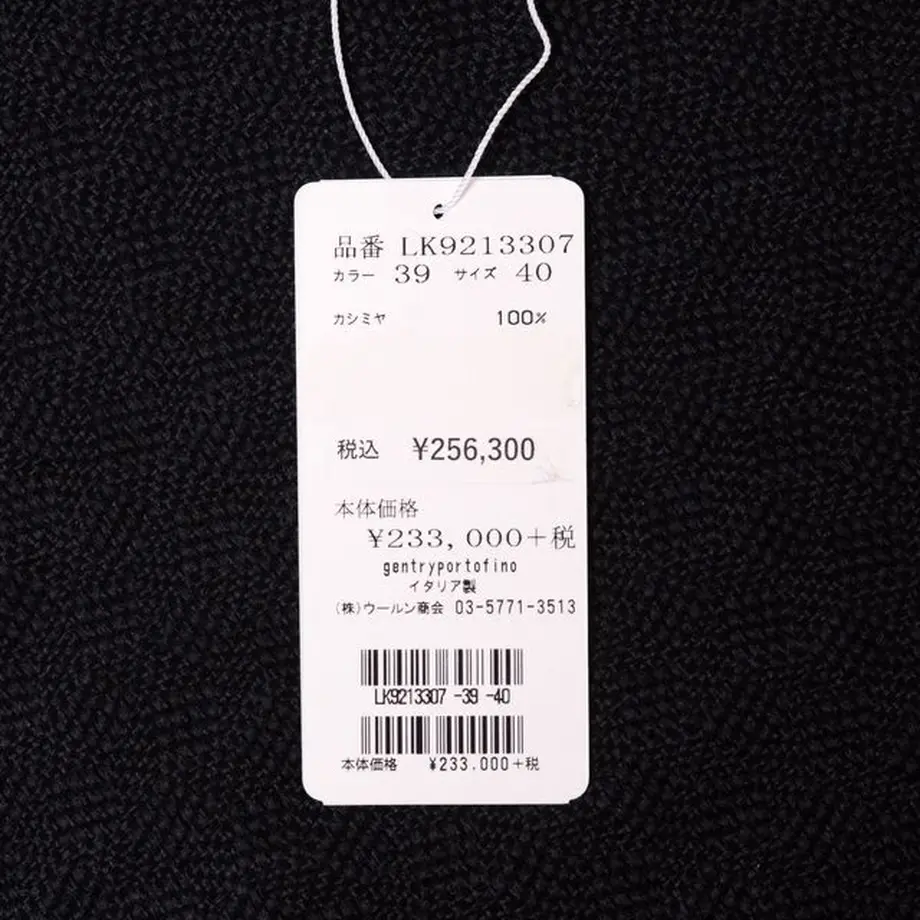 品番 LK9213307
カラー 39 サイズ 40
カシミヤ 100%
税込 ¥256,300
本体価格
¥233,000+税
gentryportofino
イタリア製
(株)ウールン商会 03-5771-3513
LK9213307 -39 -40
本体価格 ¥233.000+税